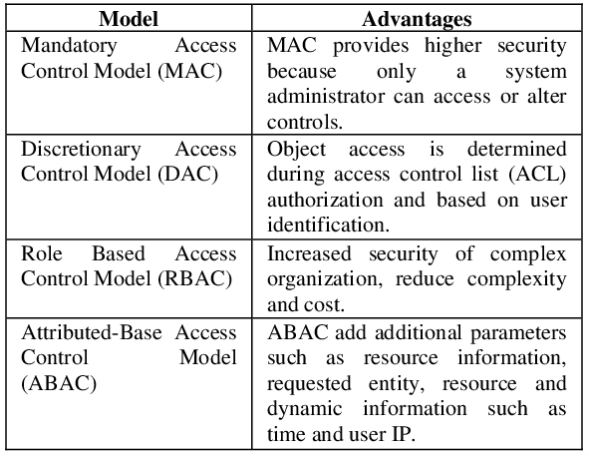 Model
Advantages
Mandatory Access
Control Model (MAC)
MAC provides higher security
because only a system
administrator can access or alter
controls.
Discretionary Access
Control Model (DAC)
Object access is determined
during access control list (ACL)
authorization and based on user
identification.
Role Based Access
Control Model (RBAC)
Increased security of complex
organization, reduce complexity
and cost.
Attributed-Base Access
Control Model
(ABAC)
ABAC add additional parameters
such as resource information,
requested entity, resource and
dynamic information such as
time and user IP.